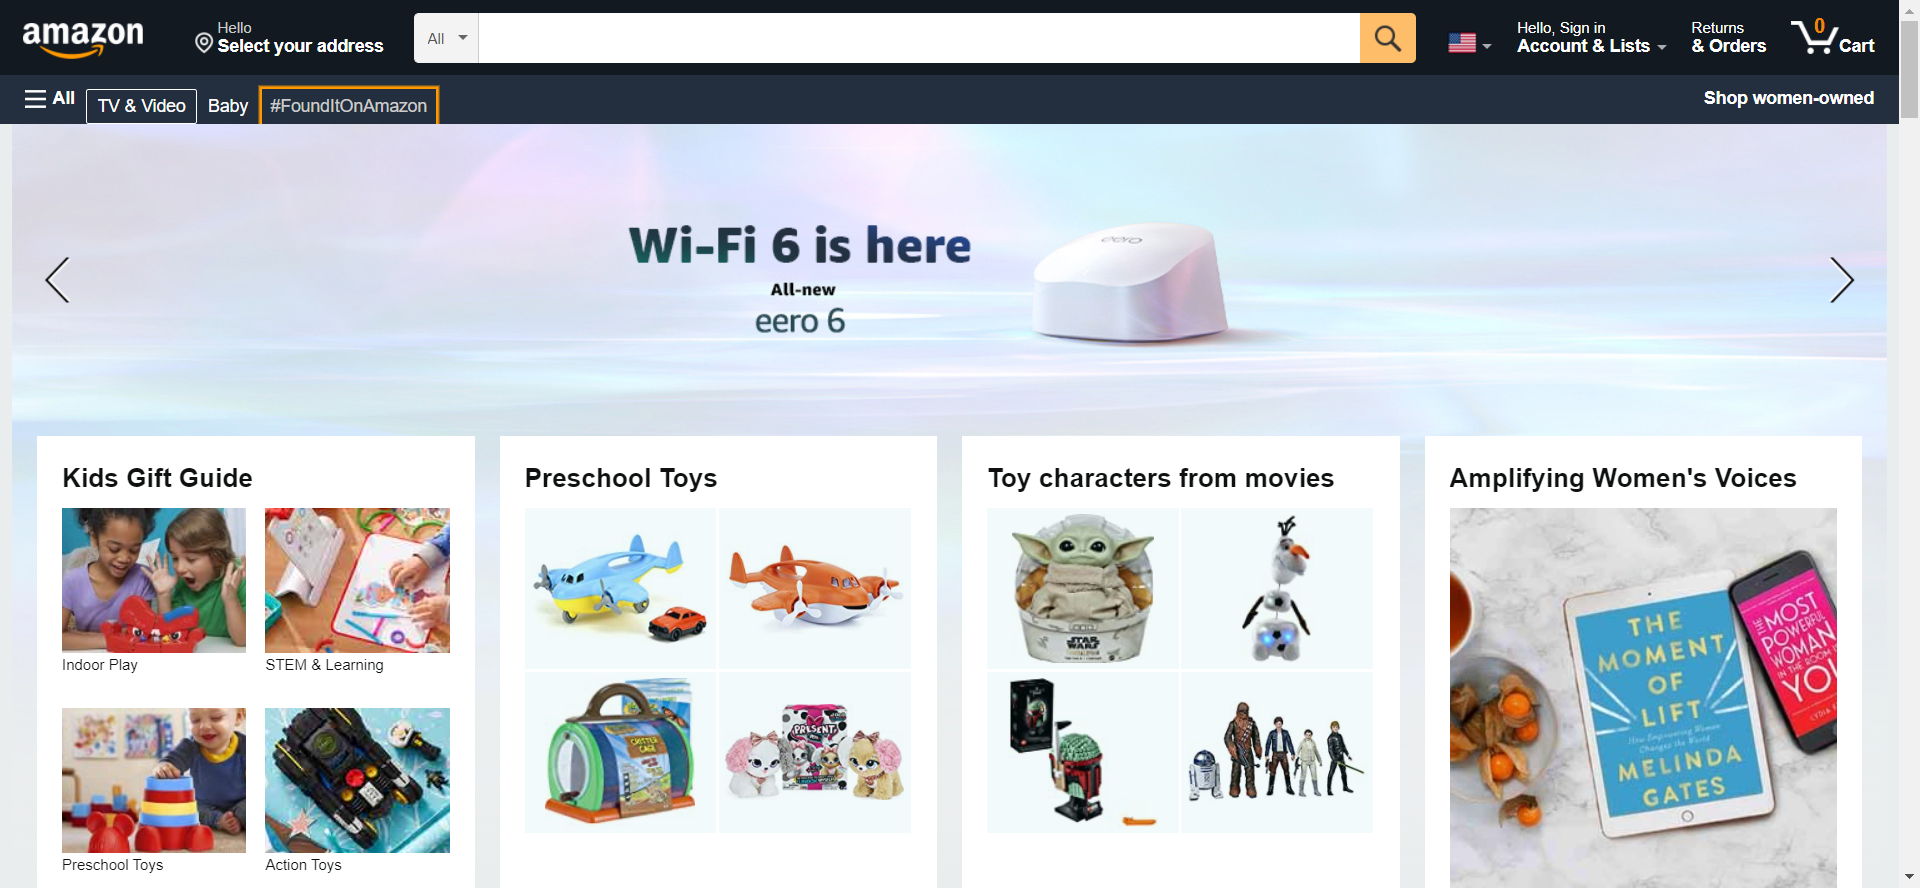 amazon
Hello
Select your address
All
Hello, Sign in
Account & Lists
Returns
& Orders
0
Cart
All
TV & Video
Baby
#FoundItOnAmazon
Shop women-owned
Wi-Fi 6 is here
All-new
eero 6
eero
Kids Gift Guide
Indoor Play
STEM & Learning
Preschool Toys
Action Toys
Preschool Toys
CRITTER
CAGE
PRESENT
Toy characters from movies
STAR
WARS
Amplifying Women's Voices
THE
MOMENT
OF
LIFT
How Empowering Women
Changes the World
MELINDA
GATES
THE
MOST
POWERFUL
WOMAN
IN THE ROOM
YOU
LYDIA